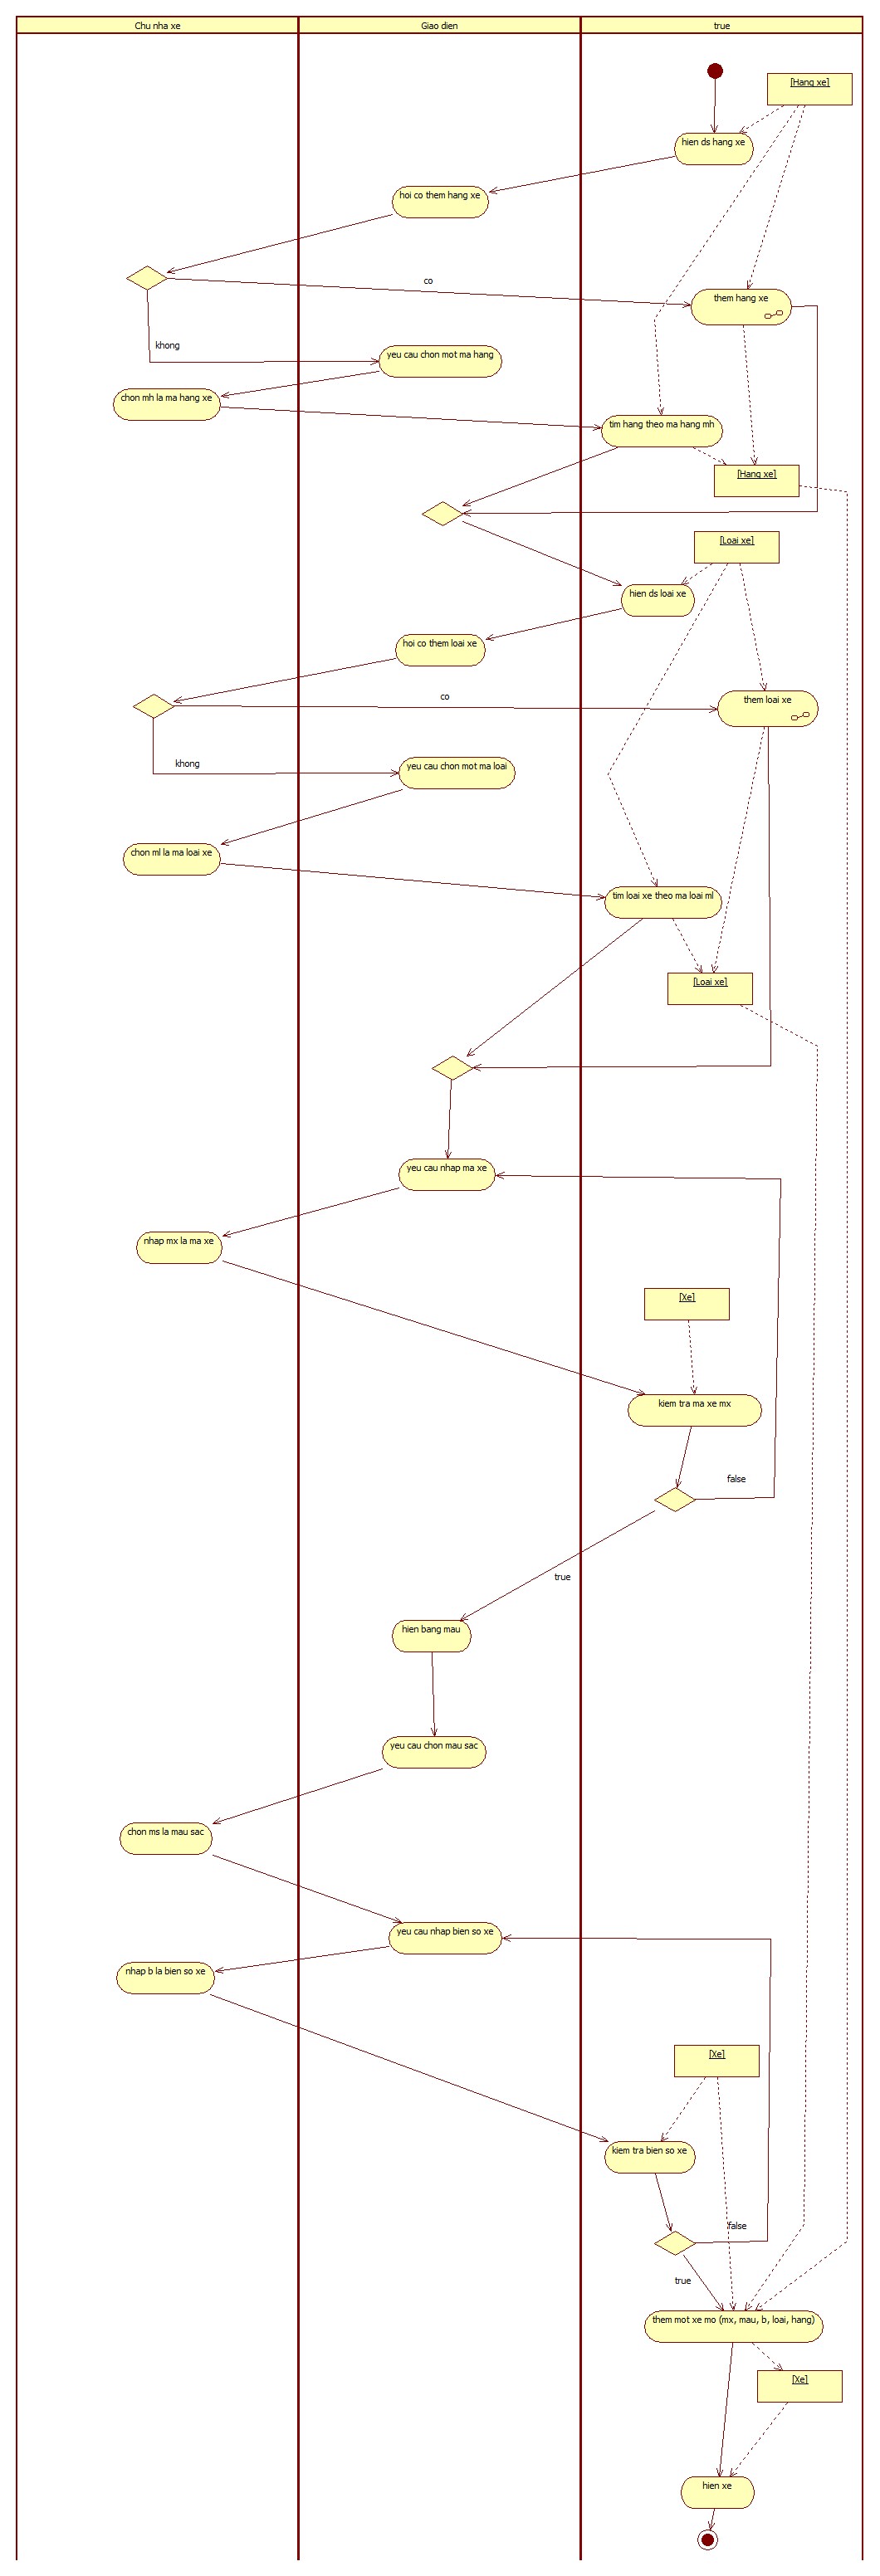 Chu nha xe
Giao dien
true
[Hang xe]
hien ds hang xe
hoi co them hang xe
co
them hang xe
khong
yeu cau chon mot ma hang
chon mh la ma hang xe
tim hang theo ma hang mh
[Hang xe]
[Loai xe]
hien ds loai xe
hoi co them loai xe
co
them loai xe
khong
yeu cau chon mot ma loai
chon ml la ma loai xe
tim loai xe theo ma loai ml
[Loai xe]
yeu cau nhap ma xe
nhap mx la ma xe
[Xe]
kiem tra ma xe mx
false
true
hien bang mau
yeu cau chon mau sac
chon ms la mau sac
yeu cau nhap bien so xe
nhap b la bien so xe
[Xe]
kiem tra bien so xe
false
true
them mot xe mo (mx, mau, b, loai, hang)
[Xe]
hien xe